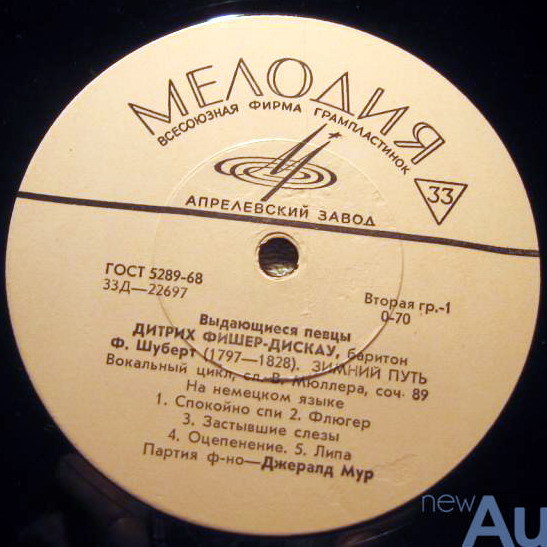 МЕЛОДИЯ
ВСЕСОЮЗНАЯ ФИРМА ГРАМПЛАСТИНОК
33
АПРЕЛЕВСКИЙ ЗАВОД
ГОСТ 5289-68
33Д—22697
Вторая гр.-1
0-70
Выдающиеся певцы
ДИТРИХ ФИШЕР-ДИСКАУ, баритон
Ф. Шуберт (1797—1828). ЗИМНИЙ ПУТЬ
Вокальный цикл, сл. В. Мюллера, соч. 89
На немецком языке
1. Спокойно спи 2. Флюгер
3. Застывшие слезы
4. Оцепенение. 5. Липа
Партия ф-но—Джералд Мур
new
Au